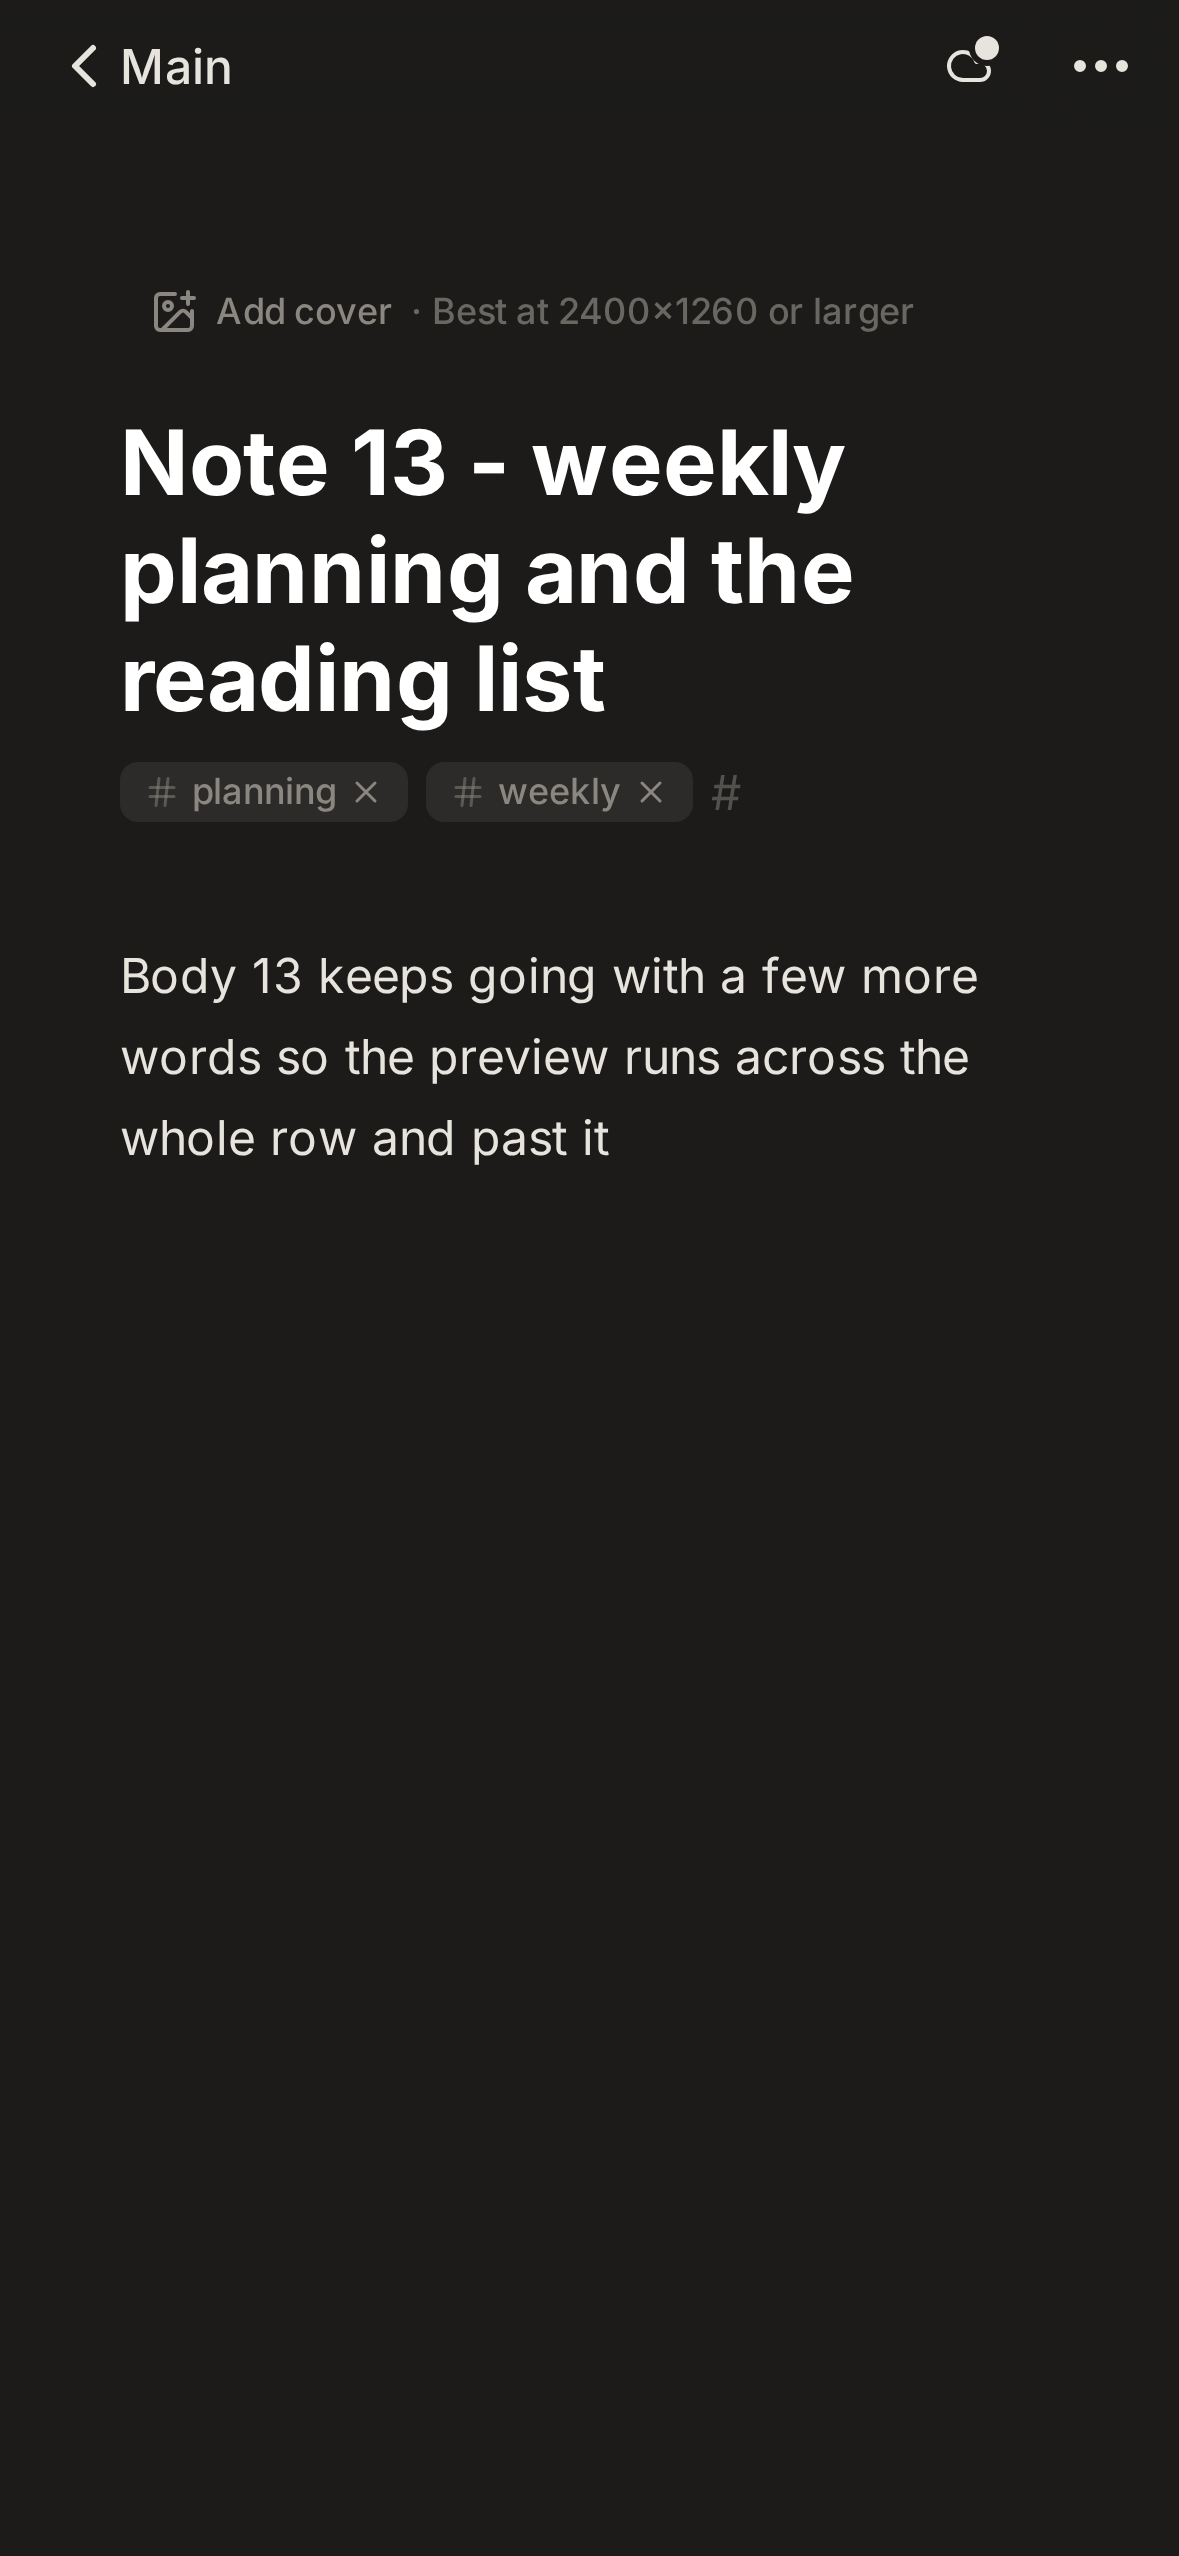 Main
Add cover · Best at 2400×1260 or larger
Note 13 - weekly
planning and the
reading list
# planning × # weekly × #
Body 13 keeps going with a few more
words so the preview runs across the
whole row and past it